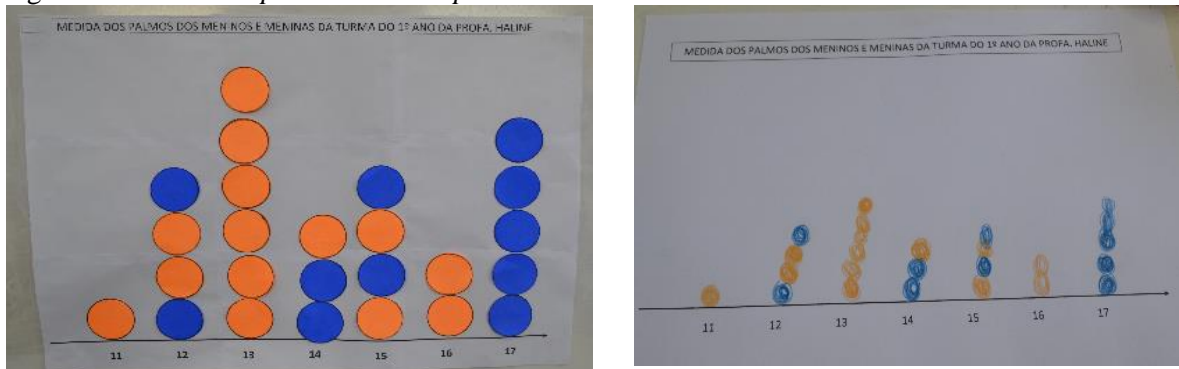 MEDIDA DOS PALMOS DOS MENINOS E MENINAS DA TURMA DO 1º ANO DA PROFA. HALINE
11 12 13 14 15 16 17
MEDIDA DOS PALMOS DOS MENINOS E MENINAS DA TURMA DO 1º ANO DA PROFA. HALINE
11 12 13 14 15 16 17